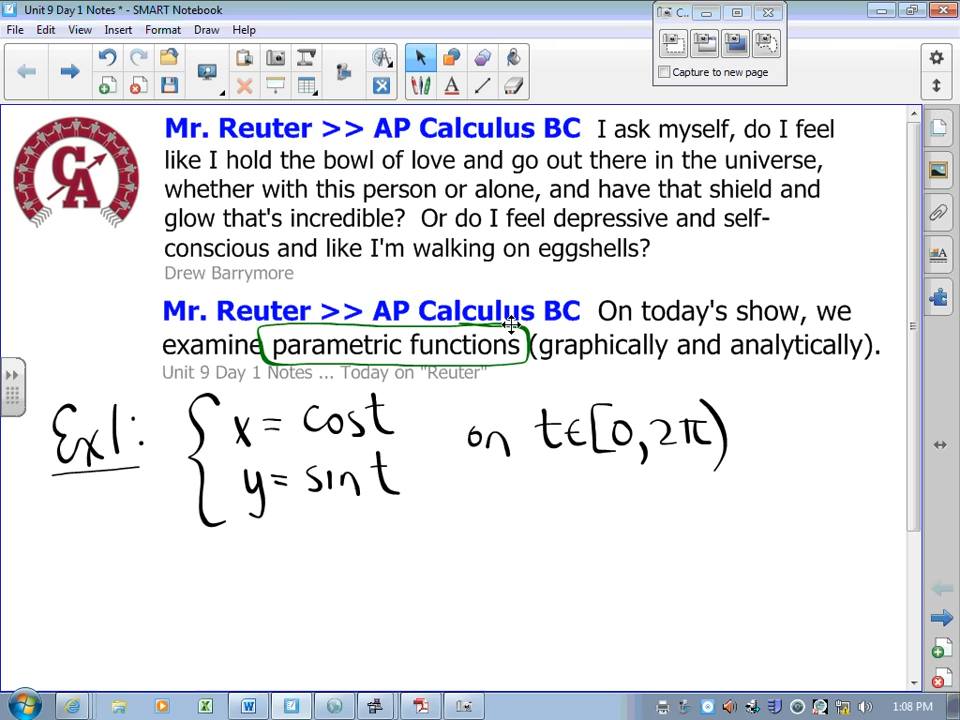 Unit 9 Day 1 Notes * - SMART Notebook
C...
File Edit View Insert Format Draw Help
Capture to new page
Mr. Reuter >> AP Calculus BC I ask myself, do I feel
like I hold the bowl of love and go out there in the universe,
whether with this person or alone, and have that shield and
glow that's incredible? Or do I feel depressive and self-
conscious and like I'm walking on eggshells?
Drew Barrymore
CA
Mr. Reuter >> AP Calculus BC On today's show, we
examine parametric functions (graphically and analytically).
Unit 9 Day 1 Notes ... Today on "Reuter"
Ex1: { x = cost on t∈[0,2π)
y = sint
1:08 PM